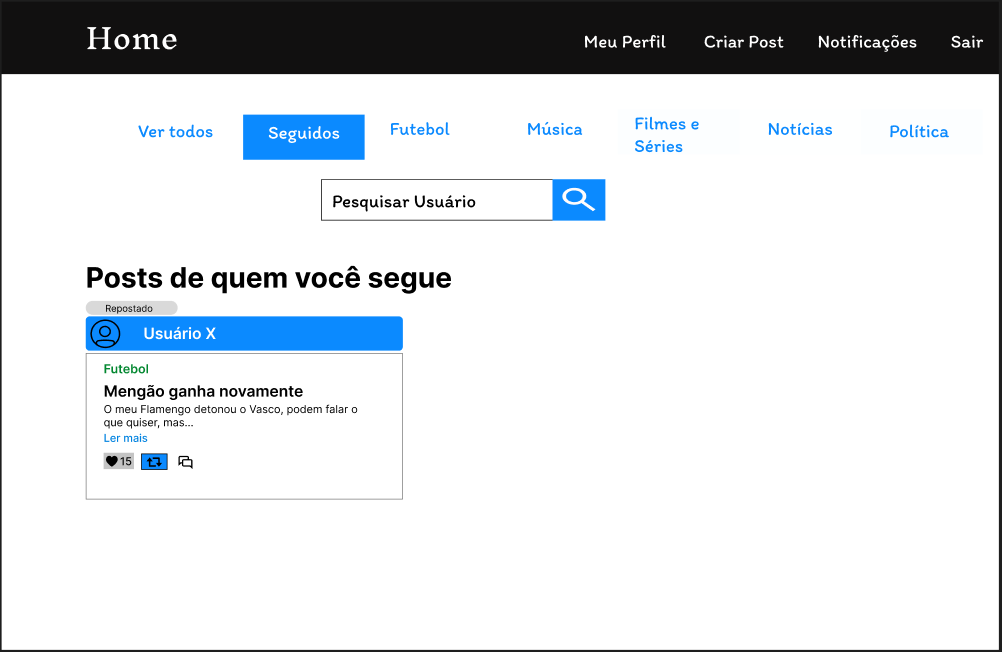 Home
Meu Perfil Criar Post Notificações Sair
Ver todos Seguidos Futebol Música Filmes e Séries Notícias Política
Pesquisar Usuário
Posts de quem você segue
Repostado
Usuário X
Futebol
Mengão ganha novamente
O meu Flamengo detonou o Vasco, podem falar o
que quiser, mas...
Ler mais
15